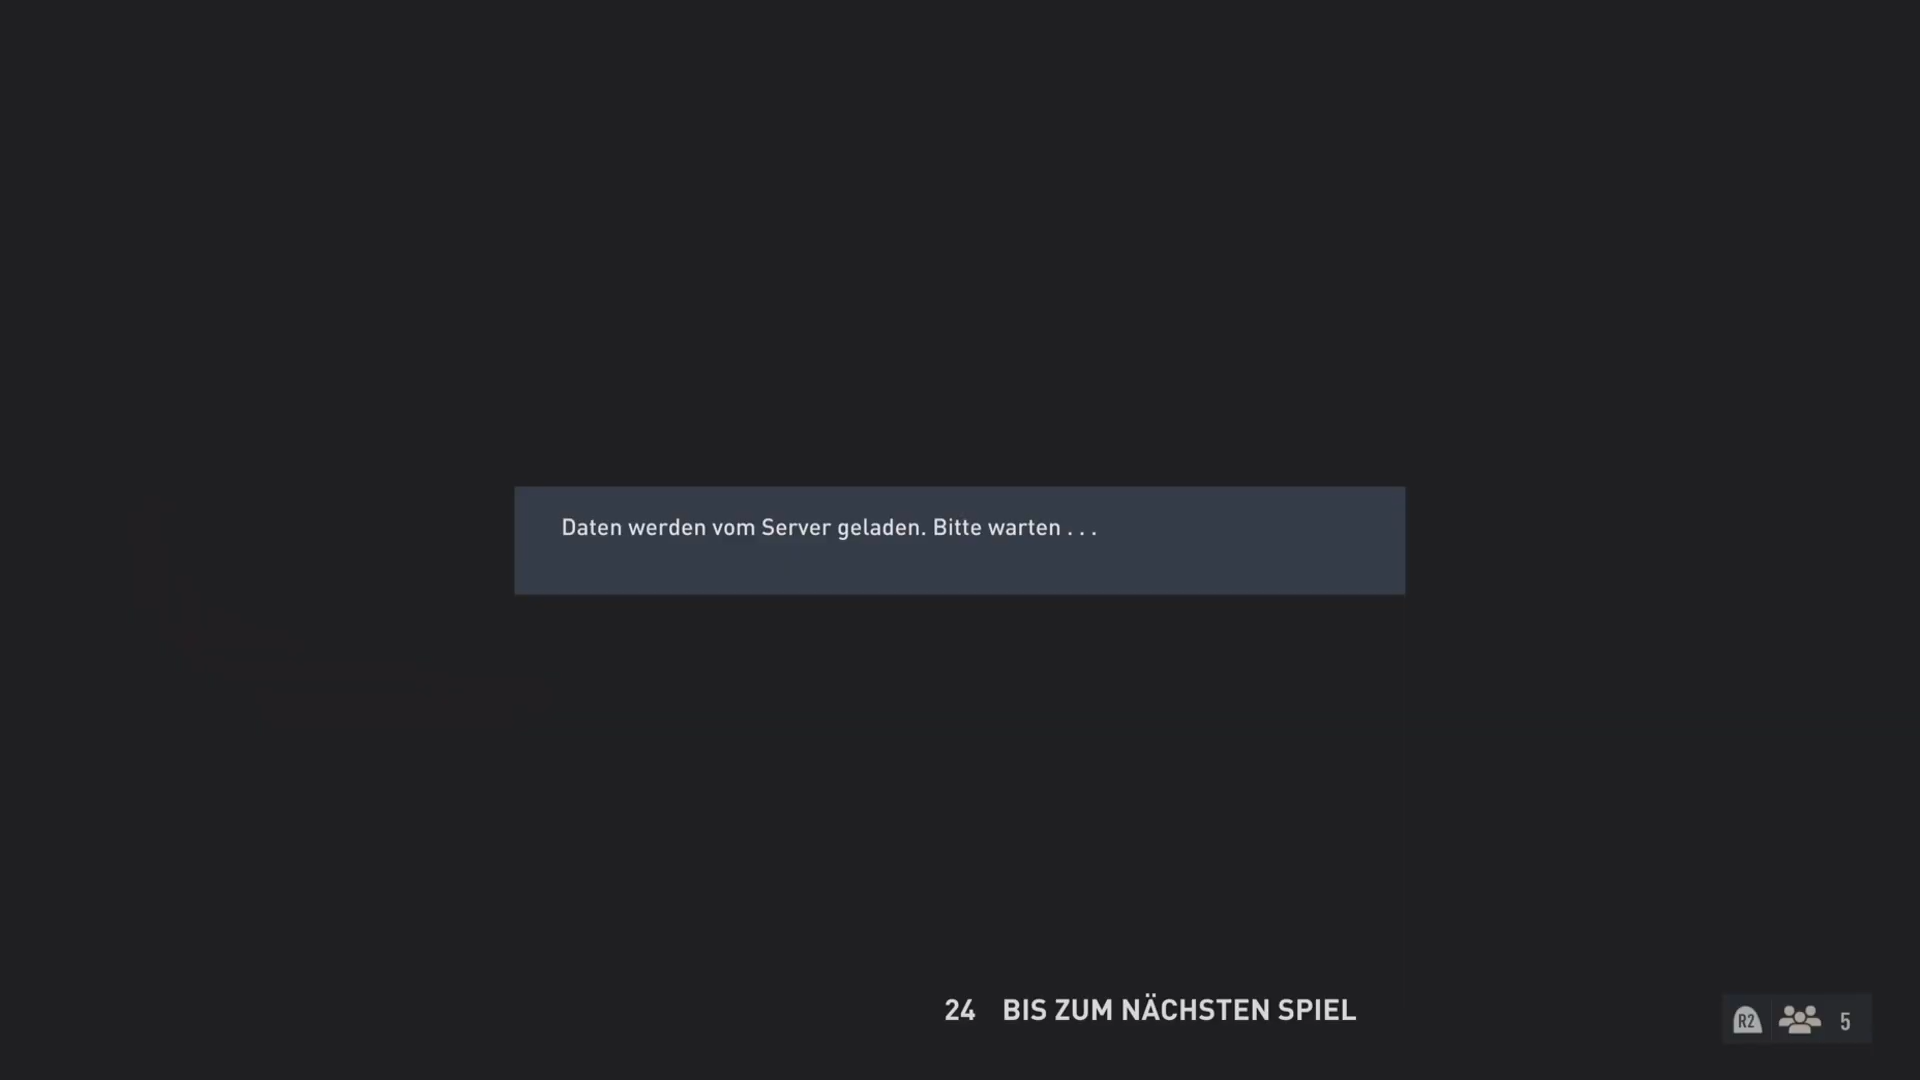 Daten werden vom Server geladen. Bitte warten . . .
24 BIS ZUM NÄCHSTEN SPIEL
R2 5